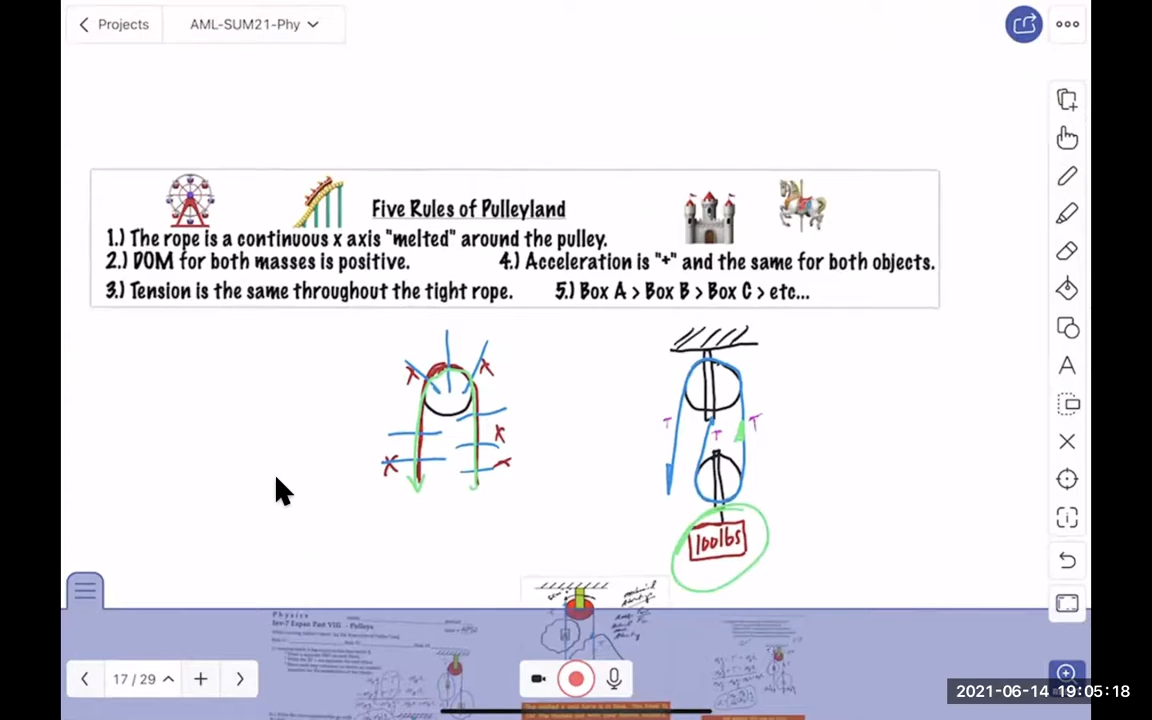 Projects
AML-SUM21-Phy
Five Rules of Pulleyland
1.) The rope is a continuous x axis "melted" around the pulley.
2.) DOM for both masses is positive.
4.) Acceleration is "+" and the same for both objects.
3.) Tension is the same throughout the tight rope.
5.) Box A > Box B > Box C > etc...
X
X
X
X
X
T
T
T
100lbs
A
Physics
17 / 29
2021-06-14 19:05:18